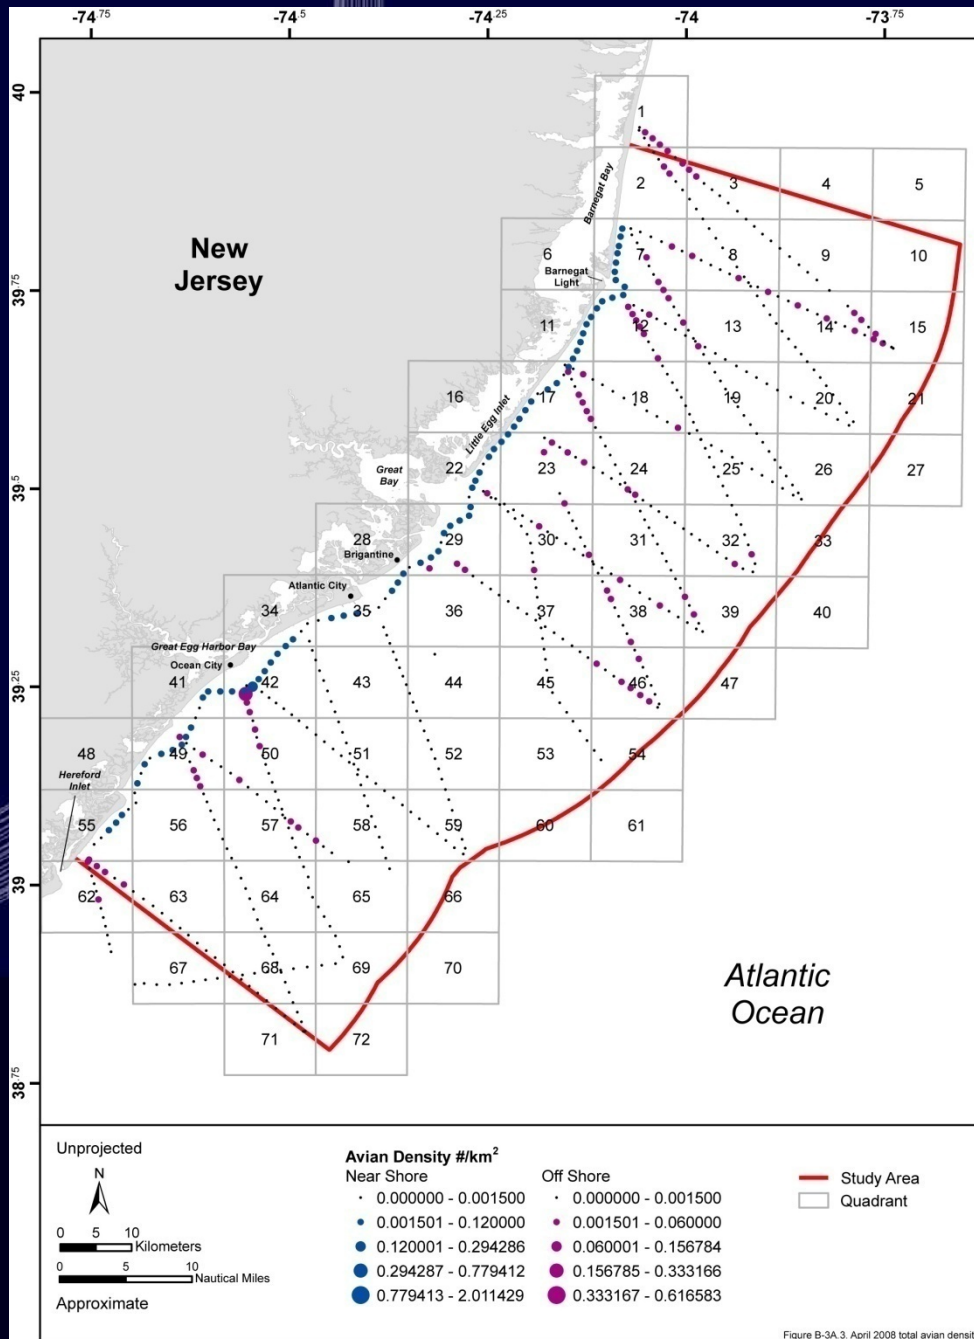 -74.75 -74.5 -74.25 -74 -73.75
40
39.75
39.5
39.25
39
38.75
New
Jersey
Barnegat Bay
Barnegat
Light
Little Egg Inlet
Great
Bay
Brigantine
Atlantic City
Great Egg Harbor Bay
Ocean City
Hereford
Inlet
Atlantic
Ocean
1
2 3 4 5
6 7 8 9 10
11 12 13 14 15
16 17 18 19 20 21
22 23 24 25 26 27
28 29 30 31 32 33
34 35 36 37 38 39 40
41 42 43 44 45 46 47
48 49 50 51 52 53 54
55 56 57 58 59 60 61
62 63 64 65 66
67 68 69 70
71 72
Unprojected
N
0 5 10
Kilometers
0 5 10
Nautical Miles
Approximate
Avian Density #/km²
Near Shore
0.000000 - 0.001500
0.001501 - 0.120000
0.120001 - 0.294286
0.294287 - 0.779412
0.779413 - 2.011429
Off Shore
0.000000 - 0.001500
0.001501 - 0.060000
0.060001 - 0.156784
0.156785 - 0.333166
0.333167 - 0.616583
Study Area
Quadrant
Figure B-3A.3. April 2008 total avian densit